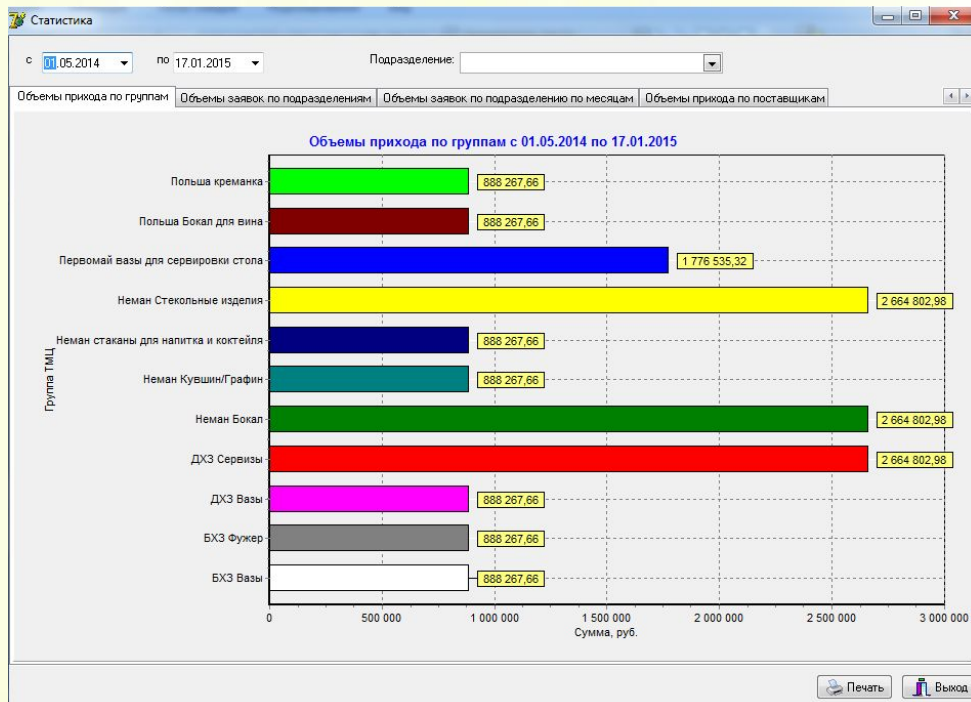 Статистика
с 01.05.2014 по 17.01.2015 Подразделение:
Объемы прихода по группам Объемы заявок по подразделениям Объемы заявок по подразделению по месяцам Объемы прихода по поставщикам
Объемы прихода по группам с 01.05.2014 по 17.01.2015
Польша креманка 888 267,66
Польша Бокал для вина 888 267,66
Первомай вазы для сервировки стола 1 776 535,32
Неман Стекольные изделия 2 664 802,98
Неман стаканы для напитка и коктейля 888 267,66
Неман Кувшин/Графин 888 267,66
Неман Бокал 2 664 802,98
ДХЗ Сервизы 2 664 802,98
ДХЗ Вазы 888 267,66
БХЗ Фужер 888 267,66
БХЗ Вазы 888 267,66
Группа ТМЦ
0 500 000 1 000 000 1 500 000 2 000 000 2 500 000 3 000 000
Сумма, руб.
Печать Выход